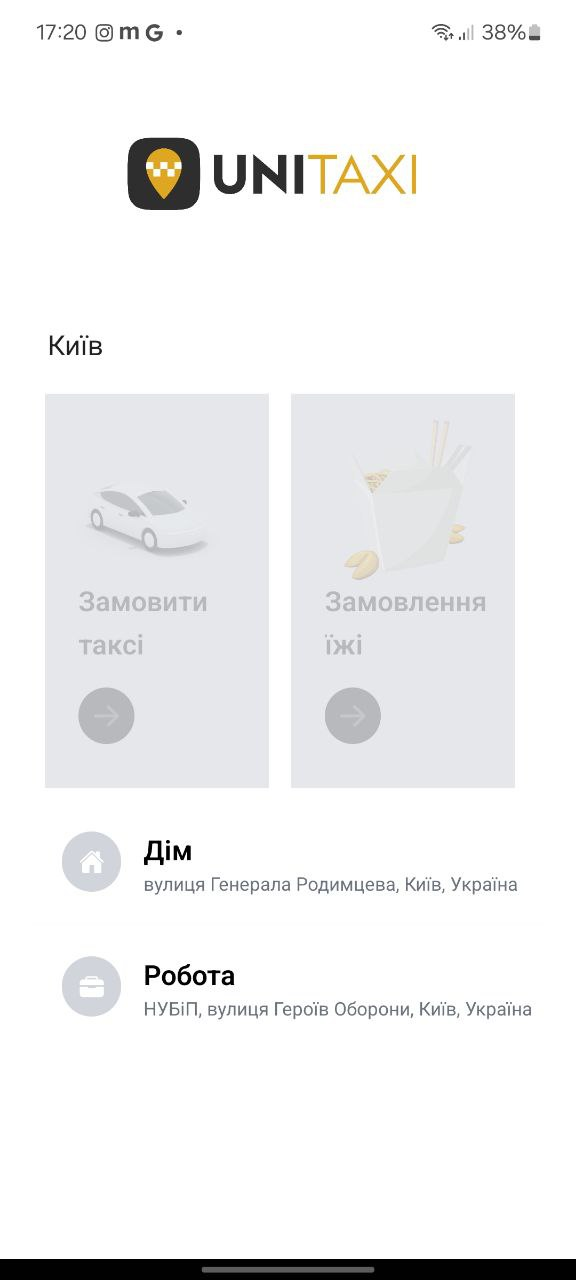 17:20 m G • 38%
UNITAXI
Київ
Замовити
таксі
Замовлення
їжі
Дім
вулиця Генерала Родимцева, Київ, Україна
Робота
НУБіП, вулиця Героїв Оборони, Київ, Україна